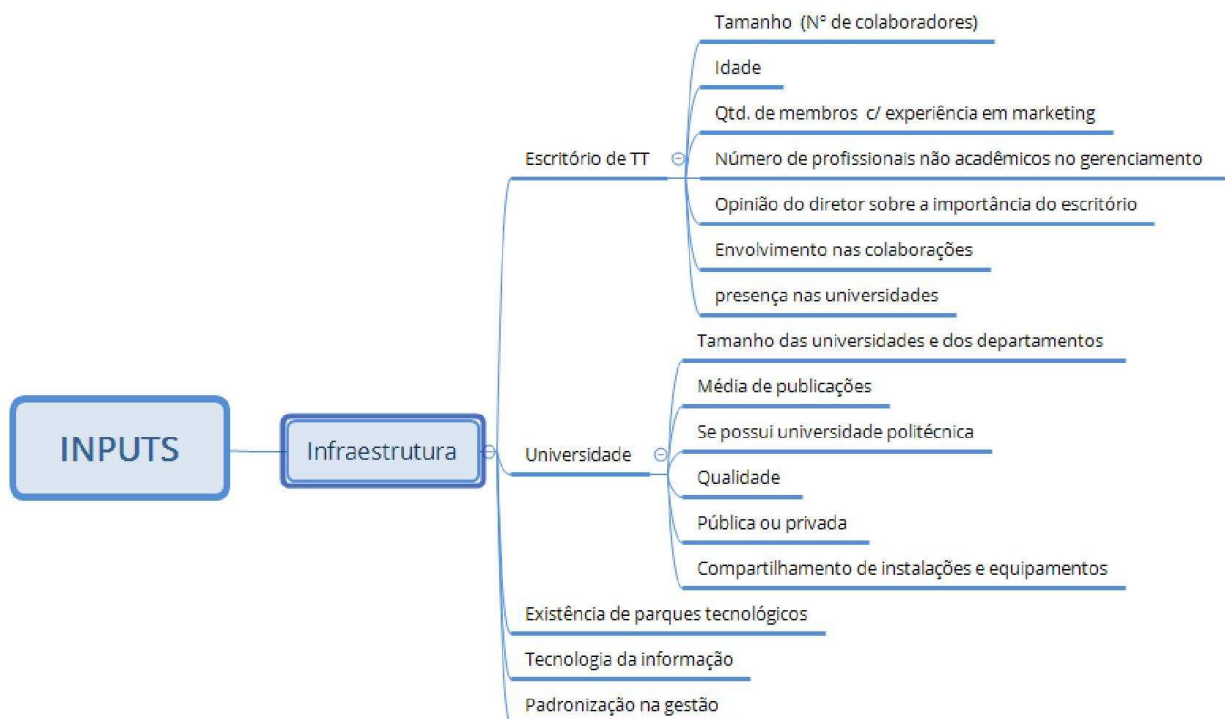 INPUTS
Infraestrutura
Escritório de TT
Tamanho (N° de colaboradores)
Idade
Qtd. de membros c/ experiência em marketing
Número de profissionais não acadêmicos no gerenciamento
Opinião do diretor sobre a importância do escritório
Envolvimento nas colaborações
presença nas universidades
Universidade
Tamanho das universidades e dos departamentos
Média de publicações
Se possui universidade politécnica
Qualidade
Pública ou privada
Compartilhamento de instalações e equipamentos
Existência de parques tecnológicos
Tecnologia da informação
Padronização na gestão